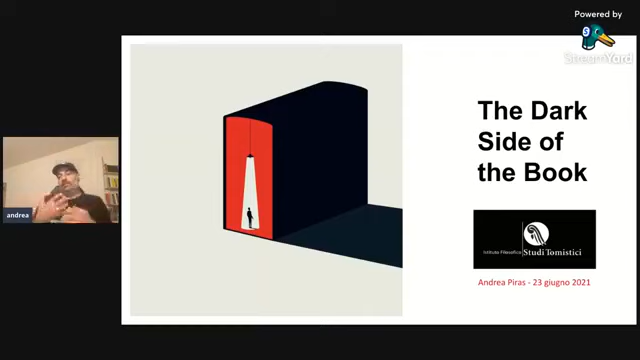 Powered by
StreamYard
The Dark
Side of
the Book
Istituto Filosofico Studi Tomistici
Andrea Piras - 23 giugno 2021
andrea